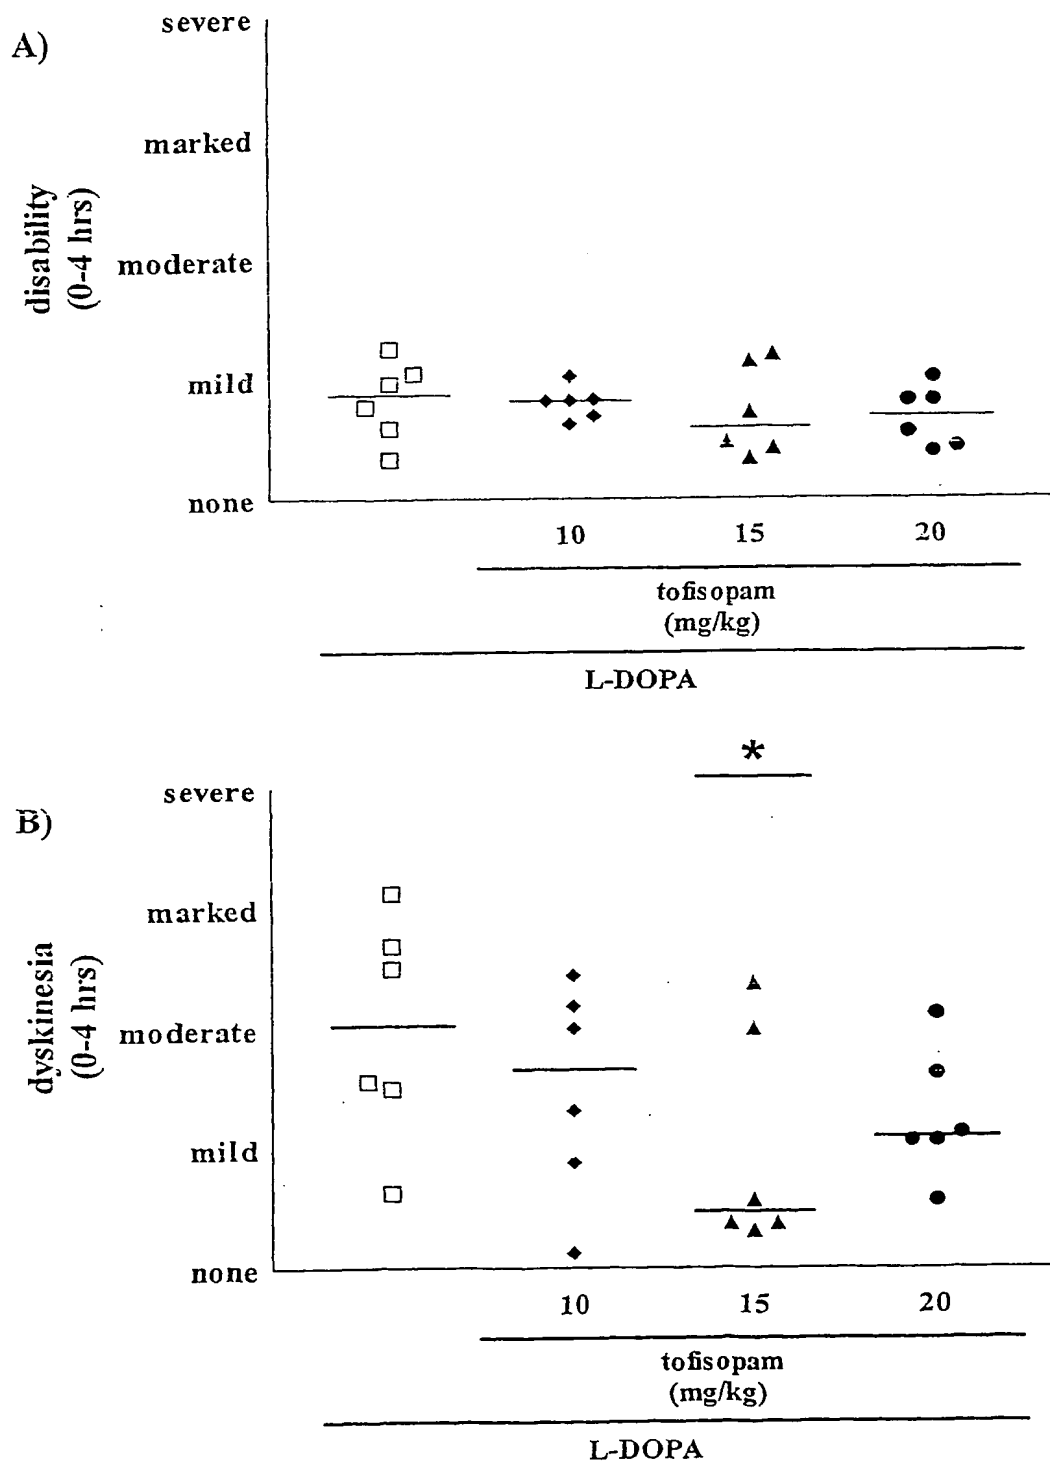 A)
severe
marked
moderate
mild
none
disability
(0-4 hrs)
10 15 20
tofisopam
(mg/kg)
L-DOPA
*
B)
severe
marked
moderate
mild
none
dyskinesia
(0-4 hrs)
10 15 20
tofisopam
(mg/kg)
L-DOPA